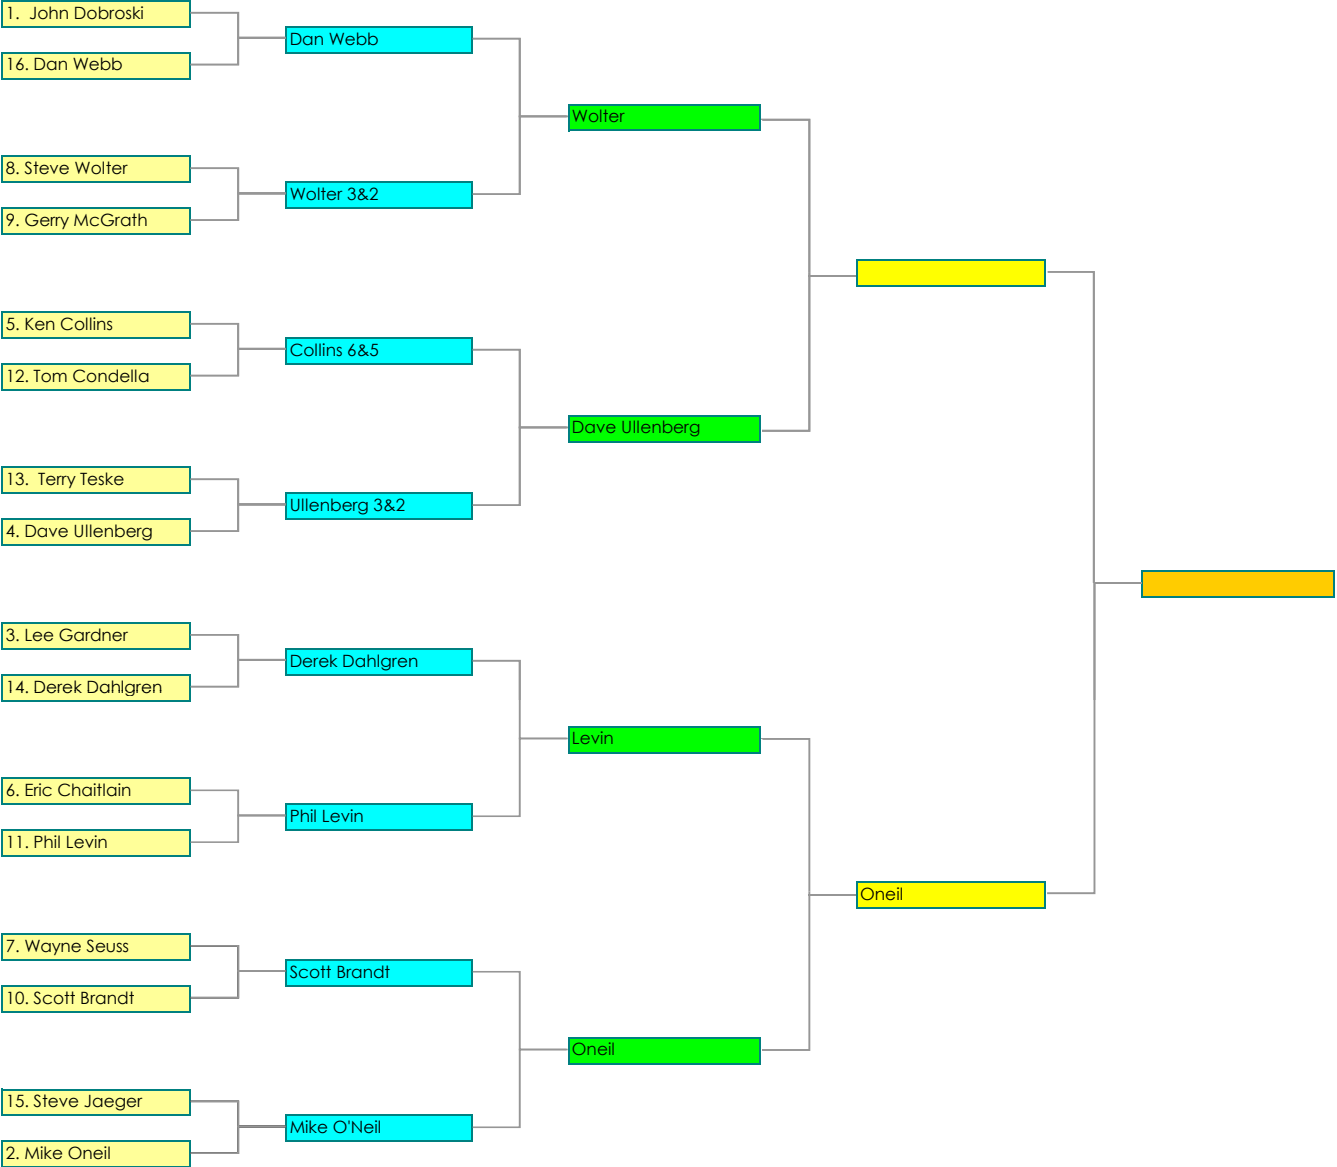 1.  John Dobroski
16. Dan Webb
8. Steve Wolter
9. Gerry McGrath
5. Ken Collins
12. Tom Condella
13.  Terry Teske
4. Dave Ullenberg
3. Lee Gardner
14. Derek Dahlgren
6. Eric Chaitlain
11. Phil Levin
7. Wayne Seuss
10. Scott Brandt
15. Steve Jaeger
2. Mike Oneil
Dan Webb
Wolter 3&2
Collins 6&5
Ullenberg 3&2
Derek Dahlgren
Phil Levin
Scott Brandt
Mike O'Neil
Wolter
Dave Ullenberg
Levin
Oneil
Oneil